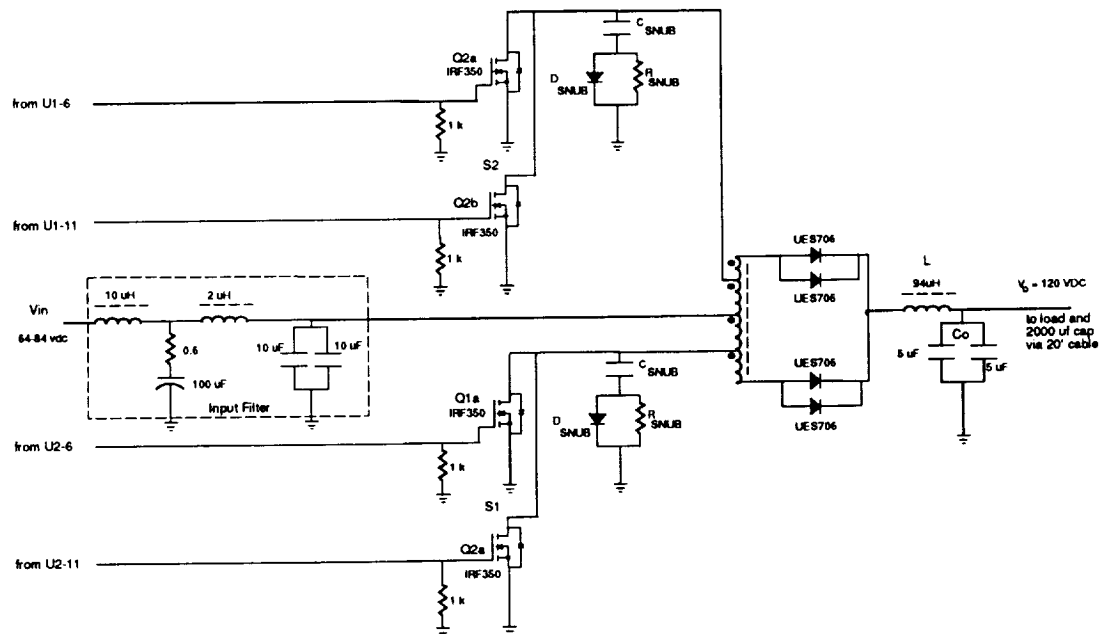 C
SNUB
Q2a
IRF350
D
SNUB
R
SNUB
from U1-6
1 k
S2
Q2b
IRF350
from U1-11
1 k
UES706
UES706
10 uH
2 uH
L
94uH
Vo = 120 VDC
Vin
64-84 vdc
to load and
2000 uf cap
via 20' cable
0.6
10 uF
10 uF
Co
5 uF
5 uF
100 uF
Input Filter
C
SNUB
UES706
UES706
Q1a
IRF350
D
SNUB
R
SNUB
from U2-6
1 k
S1
Q2a
IRF350
from U2-11
1 k